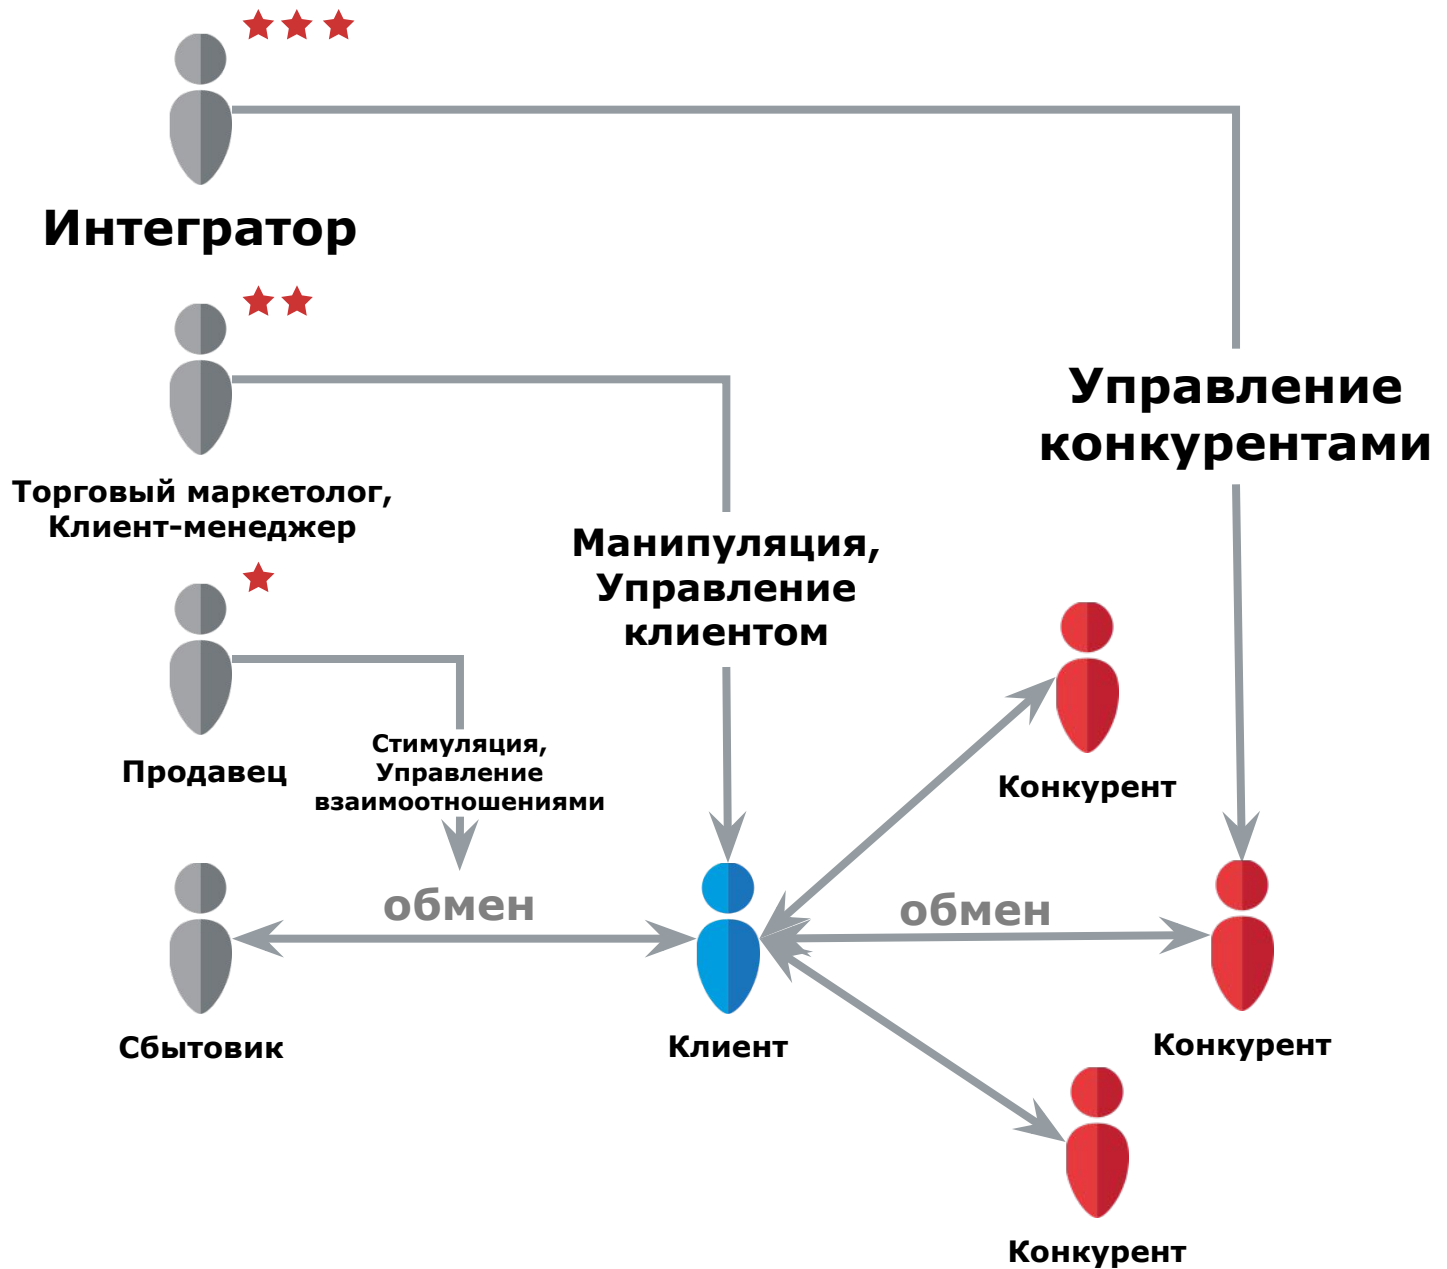 Интегратор
Управление
конкурентами
Торговый маркетолог,
Клиент-менеджер
Манипуляция,
Управление
клиентом
Продавец
Стимуляция,
Управление
взаимоотношениями
Конкурент
обмен
обмен
Сбытовик
Клиент
Конкурент
Конкурент